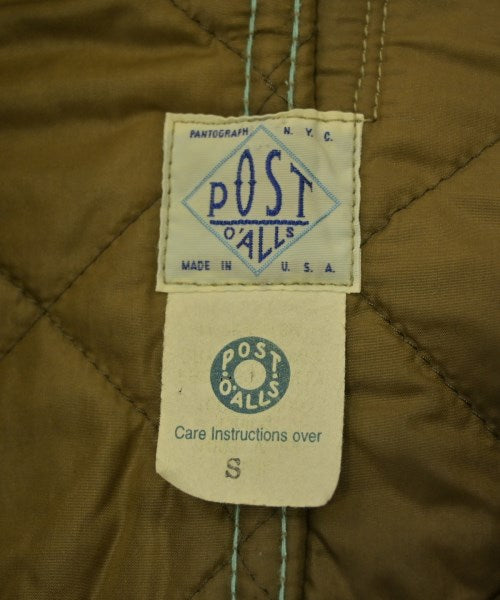 PANTOGRAPH N. Y. C.
POST
O'ALLS
MADE IN U. S. A.
POST
O'ALLS
Care Instructions over
S